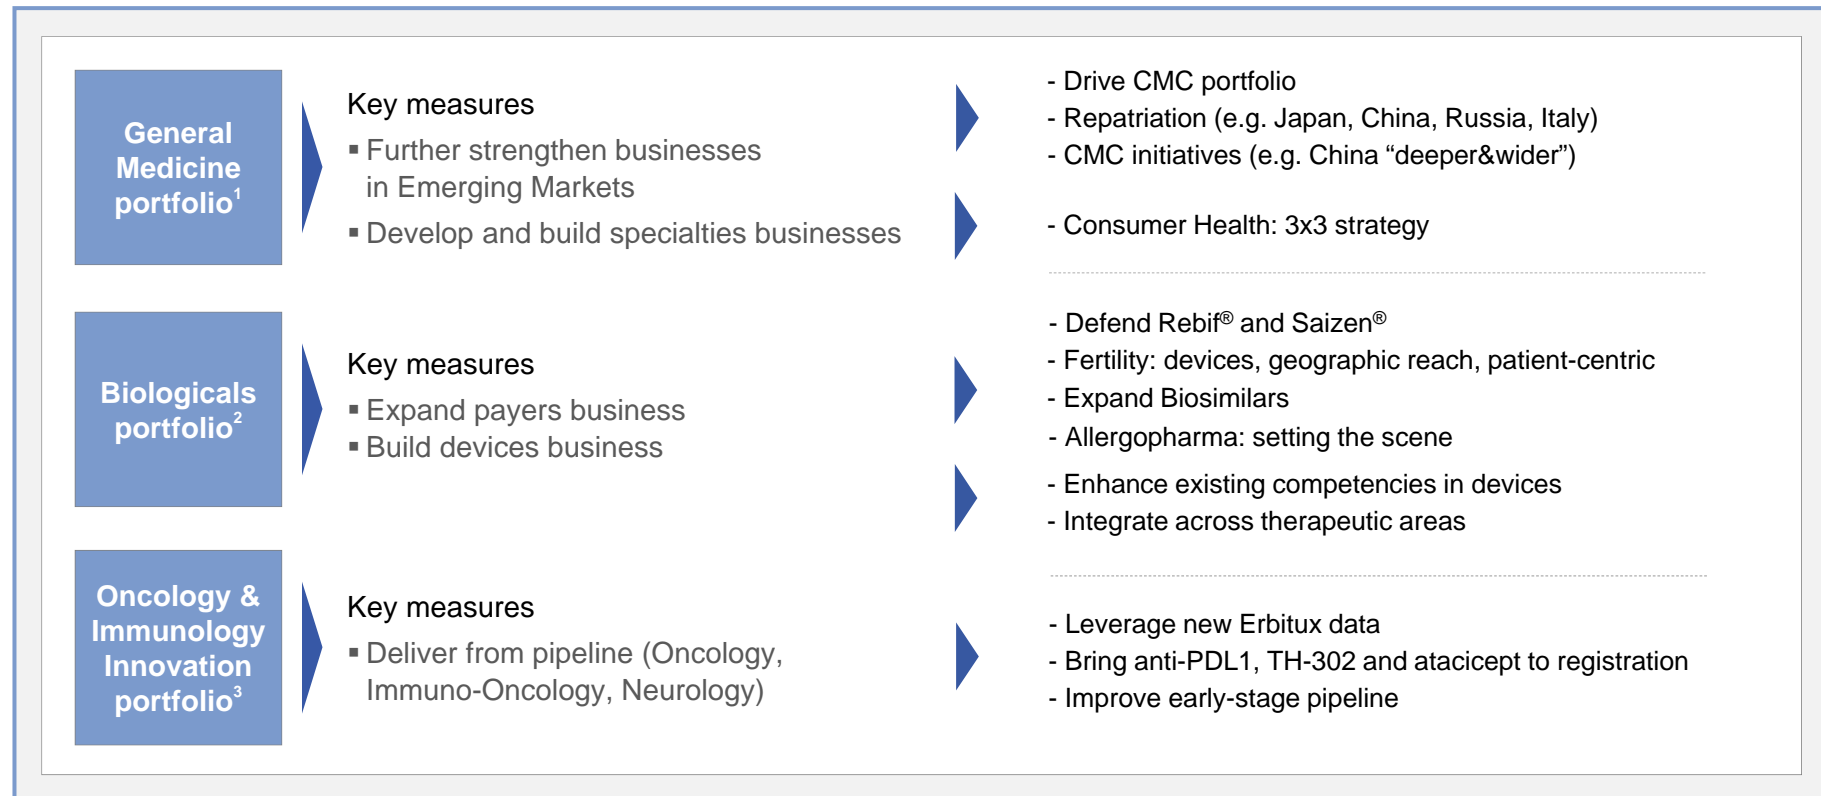 General
Medicine
portfolio1
Key measures
▪ Further strengthen businesses
in Emerging Markets
▪ Develop and build specialties businesses
- Drive CMC portfolio
- Repatriation (e.g. Japan, China, Russia, Italy)
- CMC initiatives (e.g. China “deeper&wider”)
- Consumer Health: 3x3 strategy
Biologicals
portfolio2
Key measures
▪ Expand payers business
▪ Build devices business
- Defend Rebif® and Saizen®
- Fertility: devices, geographic reach, patient-centric
- Expand Biosimilars
- Allergopharma: setting the scene
- Enhance existing competencies in devices
- Integrate across therapeutic areas
Oncology &
Immunology
Innovation
portfolio3
Key measures
▪ Deliver from pipeline (Oncology,
Immuno-Oncology, Neurology)
- Leverage new Erbitux data
- Bring anti-PDL1, TH-302 and atacicept to registration
- Improve early-stage pipeline